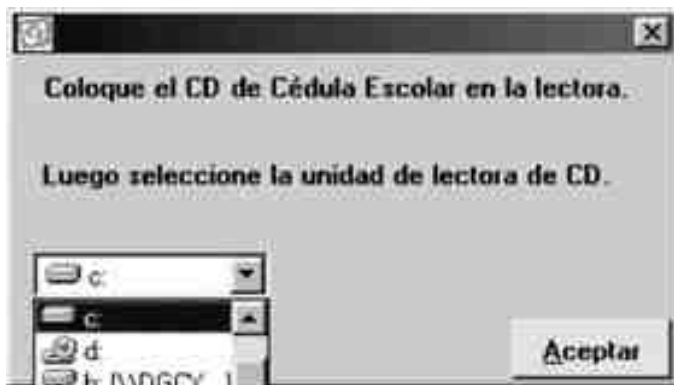 Coloque el CD de Cédula Escolar en la lectora.
Luego seleccione la unidad de lectora de CD.
c:
c:
d:
Aceptar